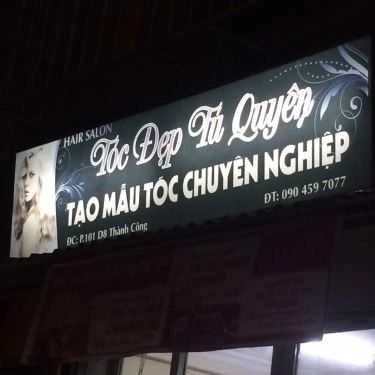 HAIR SALON
Tóc Đẹp Tú Quyên
TẠO MẪU TÓC CHUYÊN NGHIỆP
ĐT: 090 459 7077
ĐC: P.101 D8 Thành Công